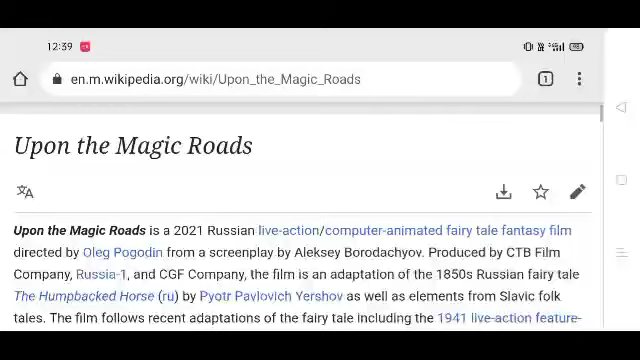 12:39
en.m.wikipedia.org/wiki/Upon_the_Magic_Roads
1
Upon the Magic Roads
Upon the Magic Roads is a 2021 Russian live-action/computer-animated fairy tale fantasy film
directed by Oleg Pogodin from a screenplay by Aleksey Borodachyov. Produced by CTB Film
Company, Russia-1, and CGF Company, the film is an adaptation of the 1850s Russian fairy tale
The Humpbacked Horse (ru) by Pyotr Pavlovich Yershov as well as elements from Slavic folk
tales. The film follows recent adaptations of the fairy tale including the 1941 live-action feature-